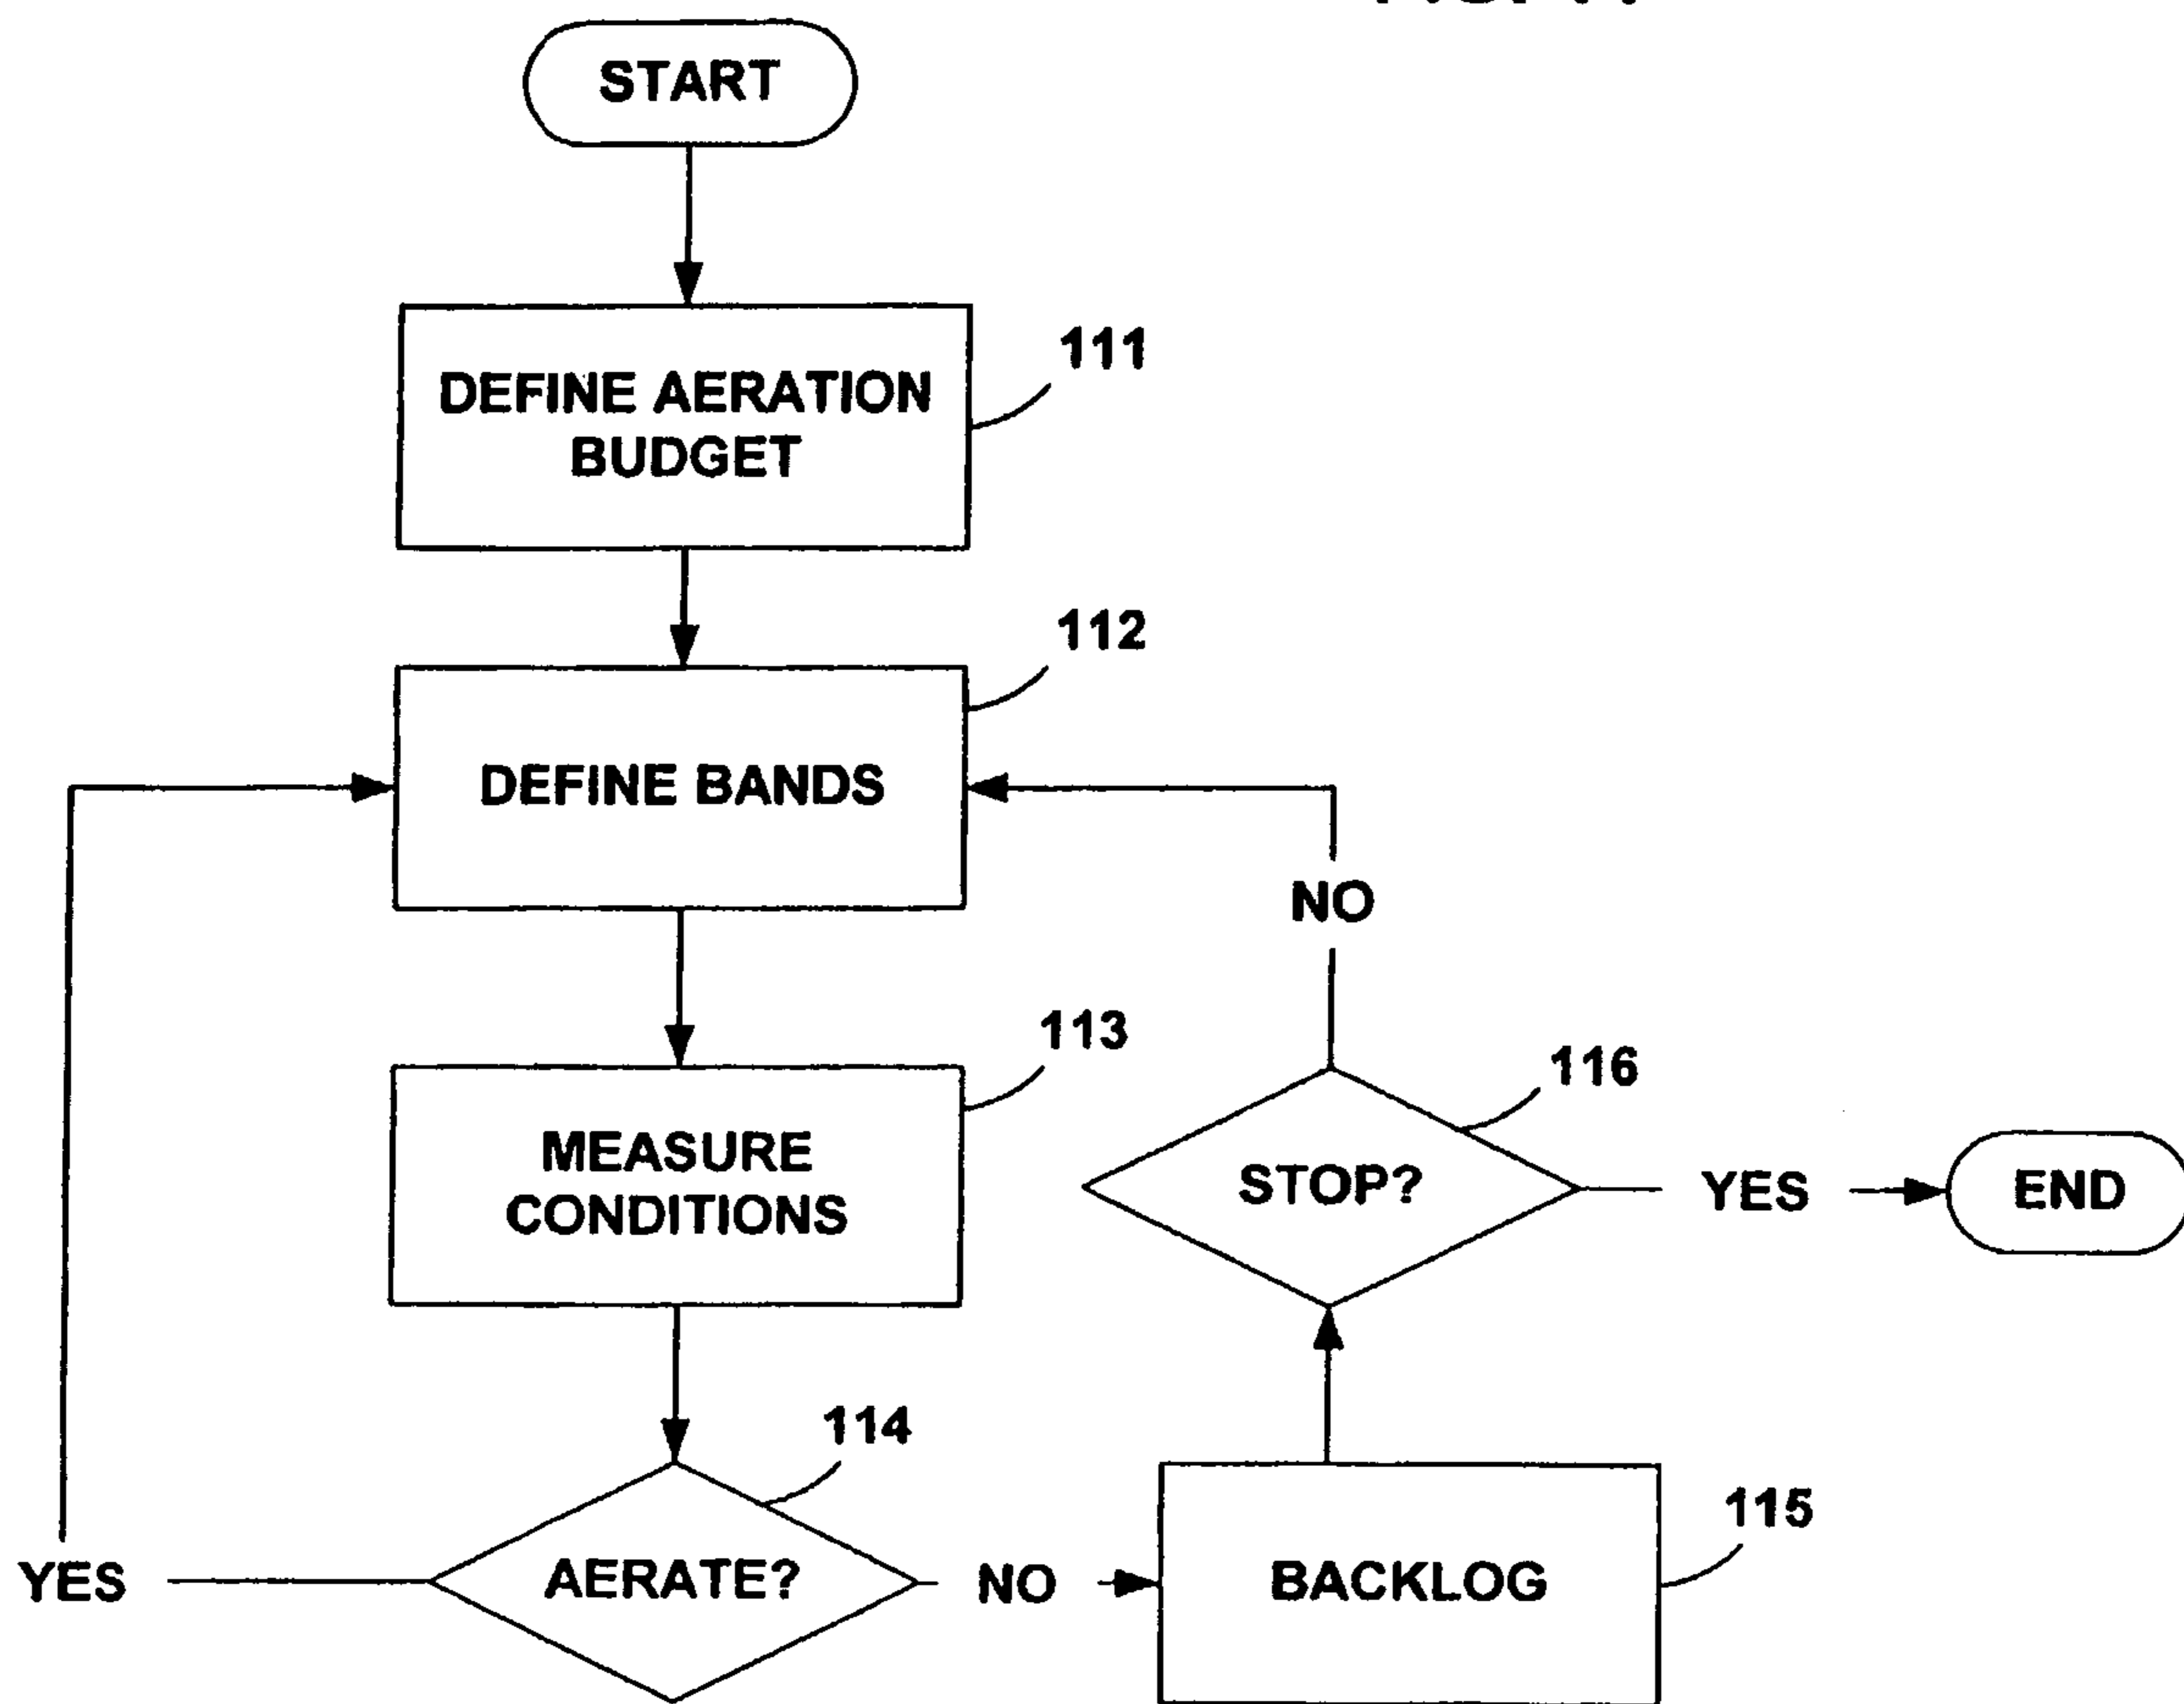 START
DEFINE AERATION
BUDGET
111
DEFINE BANDS
112
NO
MEASURE
CONDITIONS
113
STOP?
116
YES
END
AERATE?
114
YES
NO
BACKLOG
115